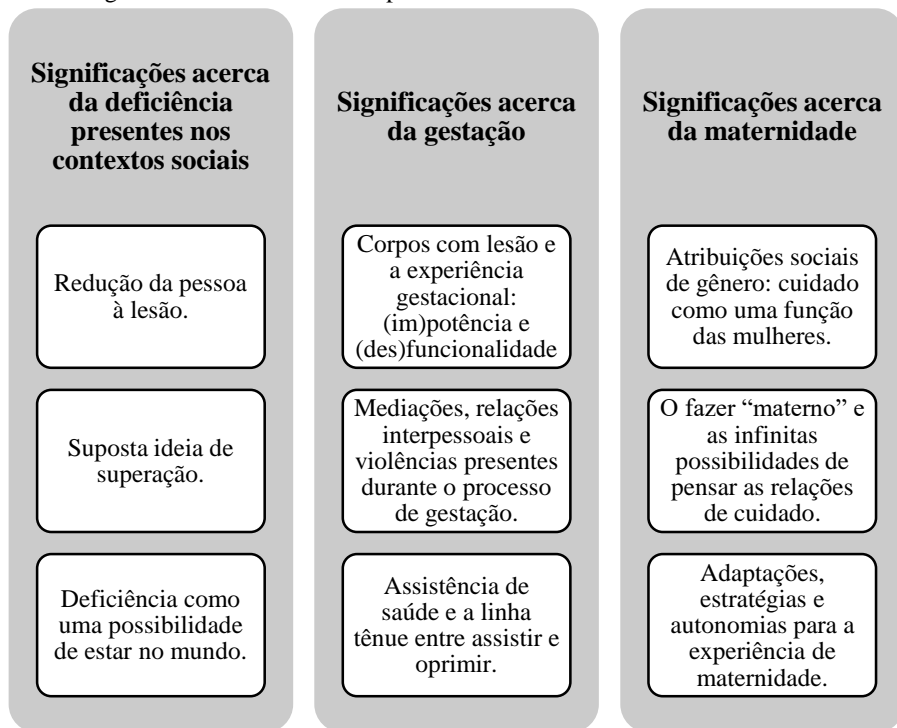 Significações acerca
da deficiência
presentes nos
contextos sociais
Redução da pessoa
à lesão.
Suposta ideia de
superação.
Deficiência como
uma possibilidade
de estar no mundo.
Significações acerca
da gestação
Corpos com lesão e
a experiência
gestacional:
(im)potência e
(des)funcionalidade
Mediações, relações
interpessoais e
violências presentes
durante o processo
de gestação.
Assistência de
saúde e a linha
tênue entre assistir e
oprimir.
Significações acerca
da maternidade
Atribuições sociais
de gênero: cuidado
como uma função
das mulheres.
O fazer “materno” e
as infinitas
possibilidades de
pensar as relações
de cuidado.
Adaptações,
estratégias e
autonomias para a
experiência de
maternidade.